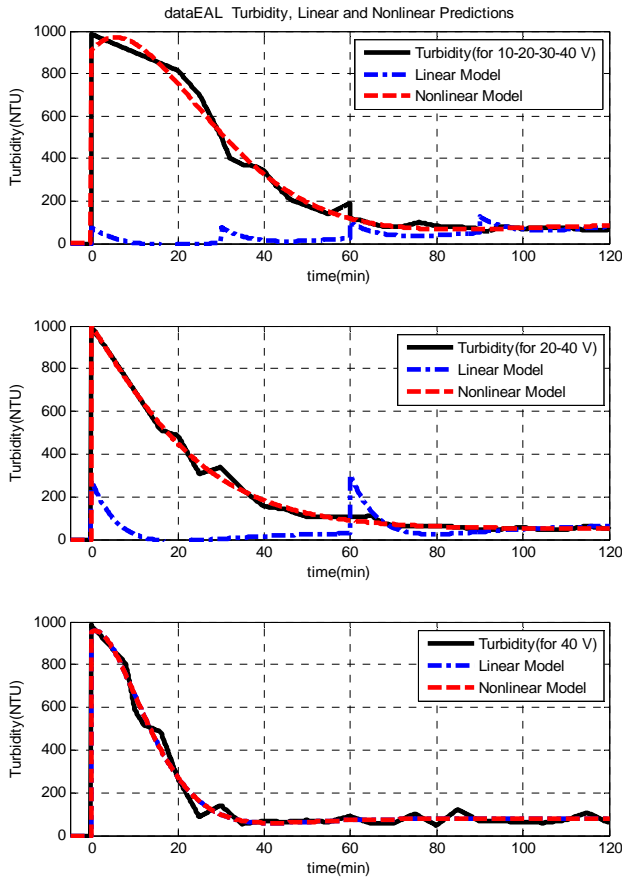 dataEAL Turbidity, Linear and Nonlinear Predictions
1000
800
600
400
200
0
Turbidity(NTU)
Turbidity(for 10-20-30-40 V)
Linear Model
Nonlinear Model
0 20 40 60 80 100 120
time(min)
1000
800
600
400
200
0
Turbidity(NTU)
Turbidity(for 20-40 V)
Linear Model
Nonlinear Model
0 20 40 60 80 100 120
time(min)
1000
800
600
400
200
0
Turbidity(NTU)
Turbidity(for 40 V)
Linear Model
Nonlinear Model
0 20 40 60 80 100 120
time(min)